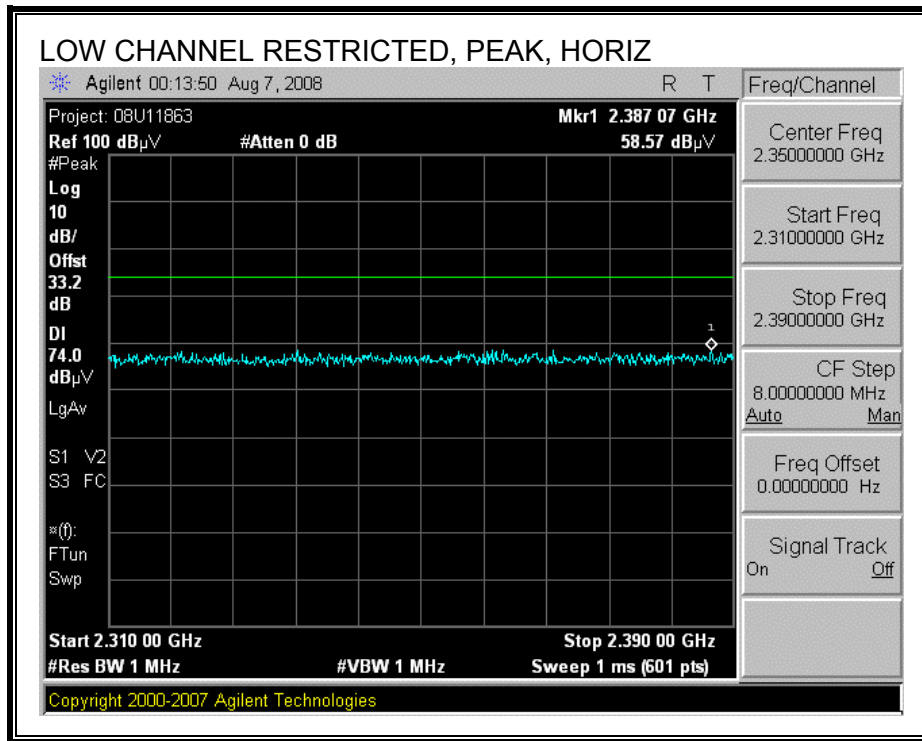 LOW CHANNEL RESTRICTED, PEAK, HORIZ
Agilent 00:13:50 Aug 7, 2008 R T
Project: 08U11863 Mkr1 2.387 07 GHz
Ref 100 dBµV #Atten 0 dB 58.57 dBµV
#Peak
Log
10
dB/
Offst
33.2
dB
DI
74.0
dBµV
LgAv
S1 V2
S3 FC
¤(f):
FTun
Swp
1
Start 2.310 00 GHz Stop 2.390 00 GHz
#Res BW 1 MHz #VBW 1 MHz Sweep 1 ms (601 pts)
Copyright 2000-2007 Agilent Technologies
Freq/Channel
Center Freq
2.35000000 GHz
Start Freq
2.31000000 GHz
Stop Freq
2.39000000 GHz
CF Step
8.00000000 MHz
Auto Man
Freq Offset
0.00000000 Hz
Signal Track
On Off